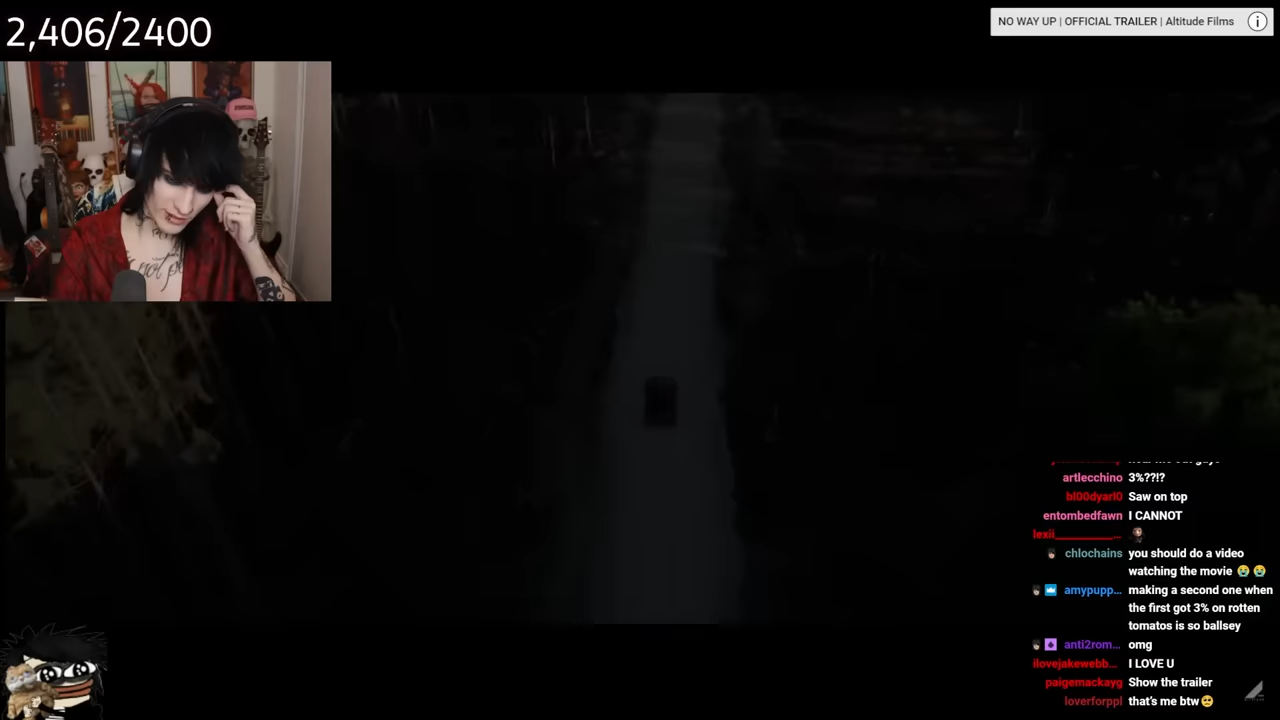 2,406/2400
NO WAY UP | OFFICIAL TRAILER | Altitude Films
artlecchino 3%??!?
bl00dyarl0 Saw on top
entombedfawn I CANNOT
lexii_________...
chlochains you should do a video
watching the movie 😭 😭
amypupp... making a second one when
the first got 3% on rotten
tomatos is so ballsey
anti2rom... omg
ilovejakewebb... I LOVE U
paigemackayg Show the trailer
loverforppl that's me btw🥺